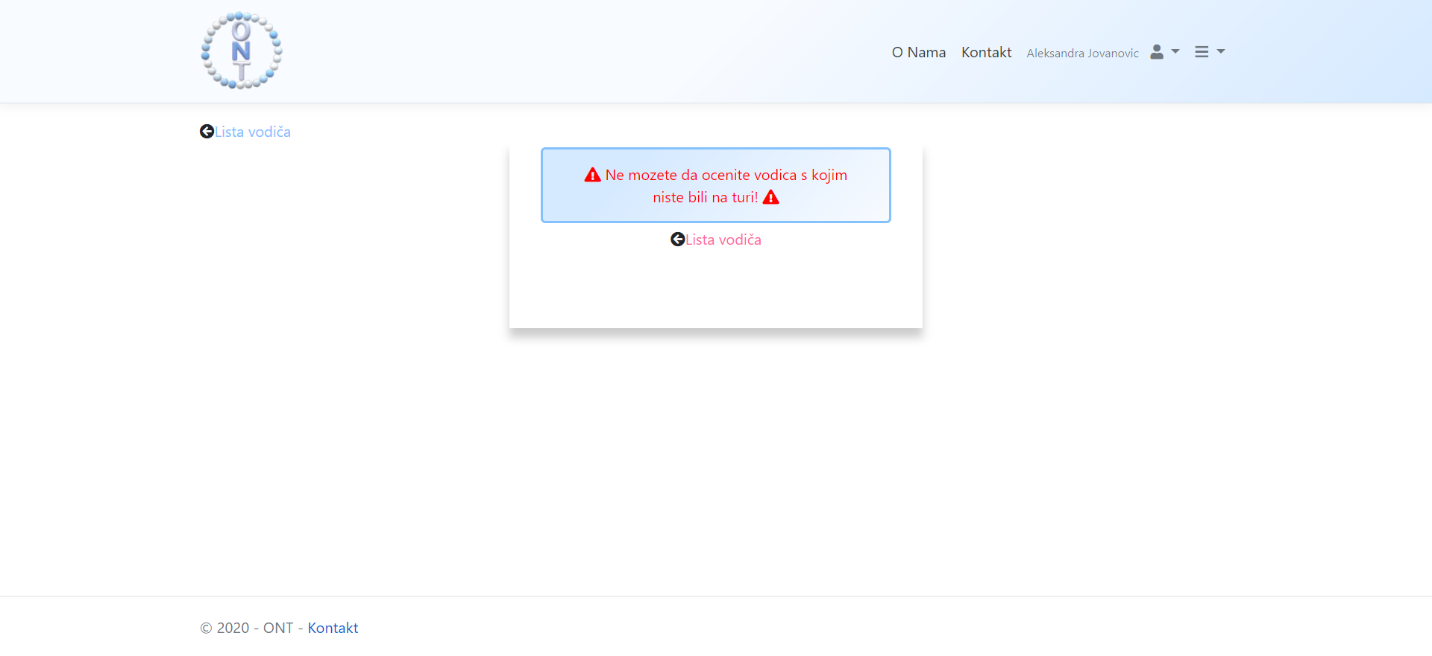 ONT
O Nama Kontakt Aleksandra Jovanovic
Lista vodiča
Ne mozete da ocenite vodica s kojim
niste bili na turi!
Lista vodiča
© 2020 - ONT - Kontakt